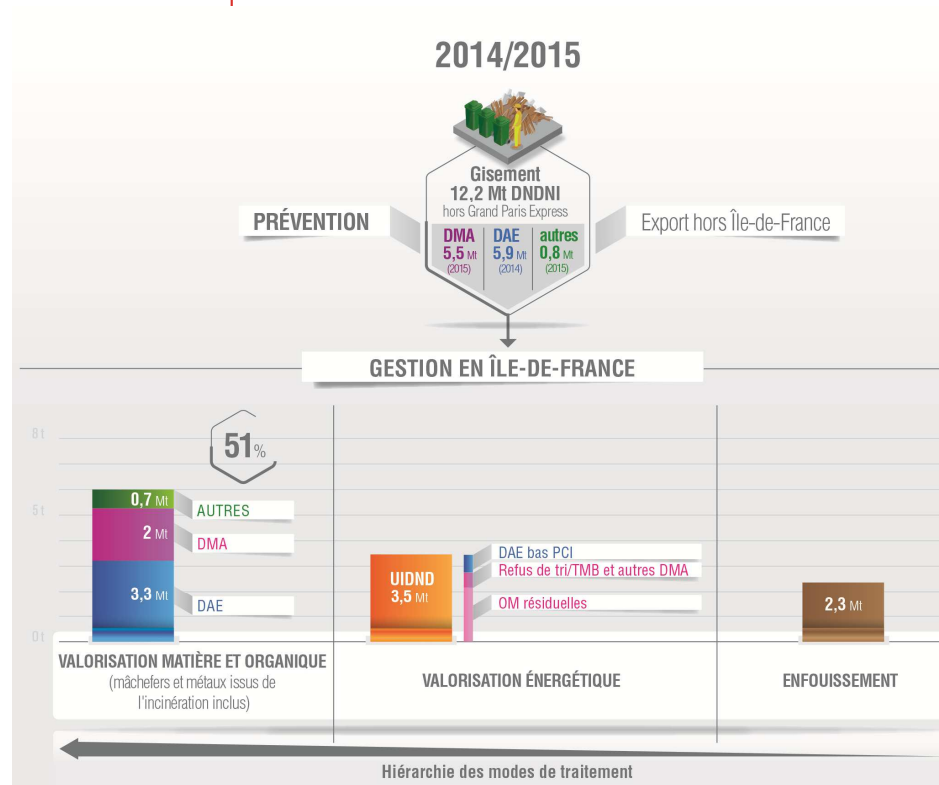 2014/2015
Gisement
12,2 Mt DNDNI
hors Grand Paris Express
PRÉVENTION
Export hors Île-de-France
DMA DAE autres
5,5 Mt 5,9 Mt 0,8 Mt
(2015) (2014) (2015)
GESTION EN ÎLE-DE-FRANCE
8 t
51%
0,7 Mt
AUTRES
5 t
2 Mt
DMA
3,3 Mt
DAE
0 t
UIDND
3,5 Mt
DAE bas PCI
Refus de tri/TMB et autres DMA
OM résiduelles
2,3 Mt
VALORISATION MATIÈRE ET ORGANIQUE
(mâchefers et métaux issus de
l'incinération inclus)
VALORISATION ÉNERGÉTIQUE
ENFOUISSEMENT
Hiérarchie des modes de traitement